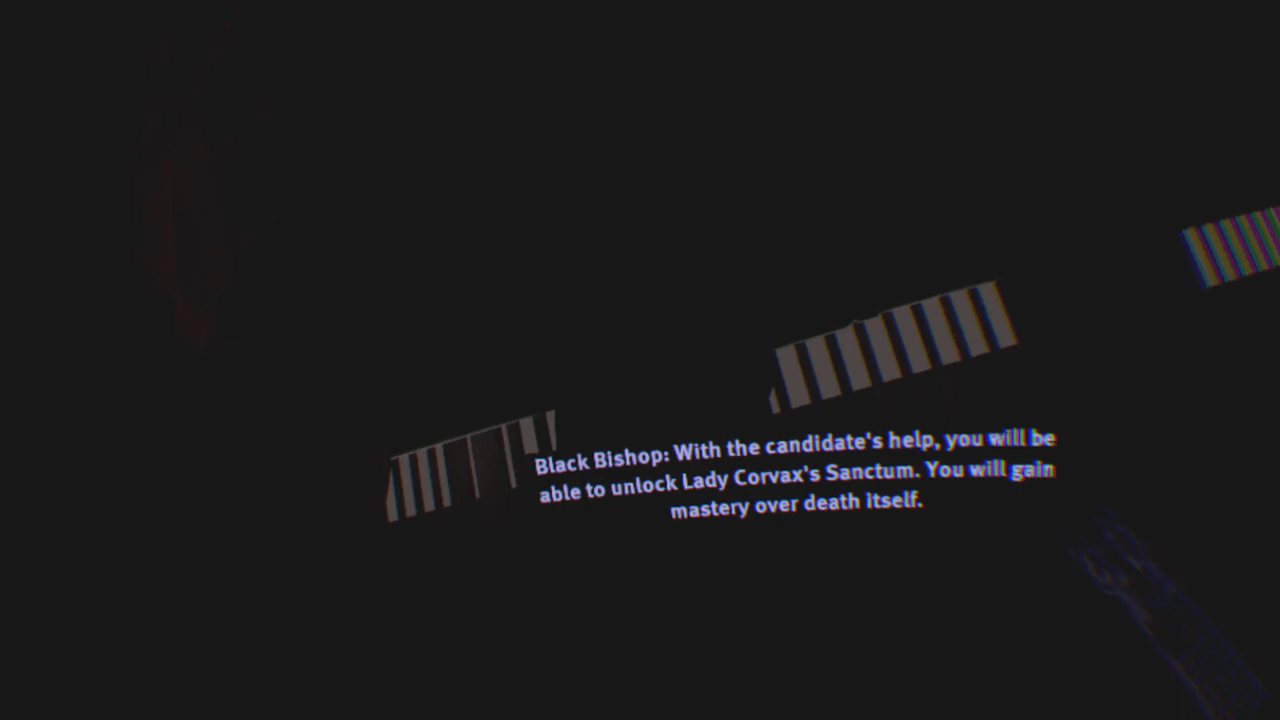 Black Bishop: With the candidate's help, you will be
able to unlock Lady Corvax's Sanctum. You will gain
mastery over death itself.